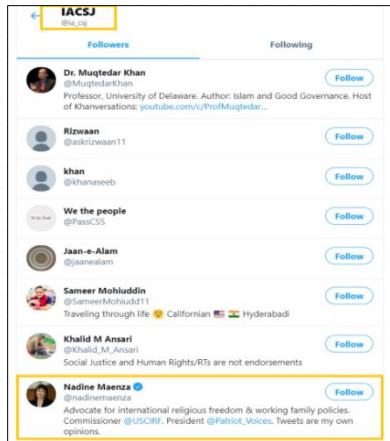 IACSJ
@ia_csj
Followers Following
Dr. Muqtedar Khan
@MuqtedarKhan
Follow
Professor, University of Delaware. Author: Islam and Good Governance. Host
of Khanversations: youtube.com/c/ProfMuqtedar...
Rizwaan
@askrizwaan11
Follow
khan
@khanaseeb
Follow
We the people
@PassCSS
Follow
Jaan-e-Alam
@jaanealam
Follow
Sameer Mohiuddin
@SameerMohiudd11
Follow
Traveling through life 😊 Californian 🇺🇸 🇮🇳 Hyderabadi
Khalid M Ansari
@Khalid_M_Ansari
Follow
Social Justice and Human Rights/RTs are not endorsements
Nadine Maenza
@nadinemaenza
Follow
Advocate for international religious freedom & working family policies.
Commissioner @USCIRF. President @Patriot_Voices. Tweets are my own
opinions.